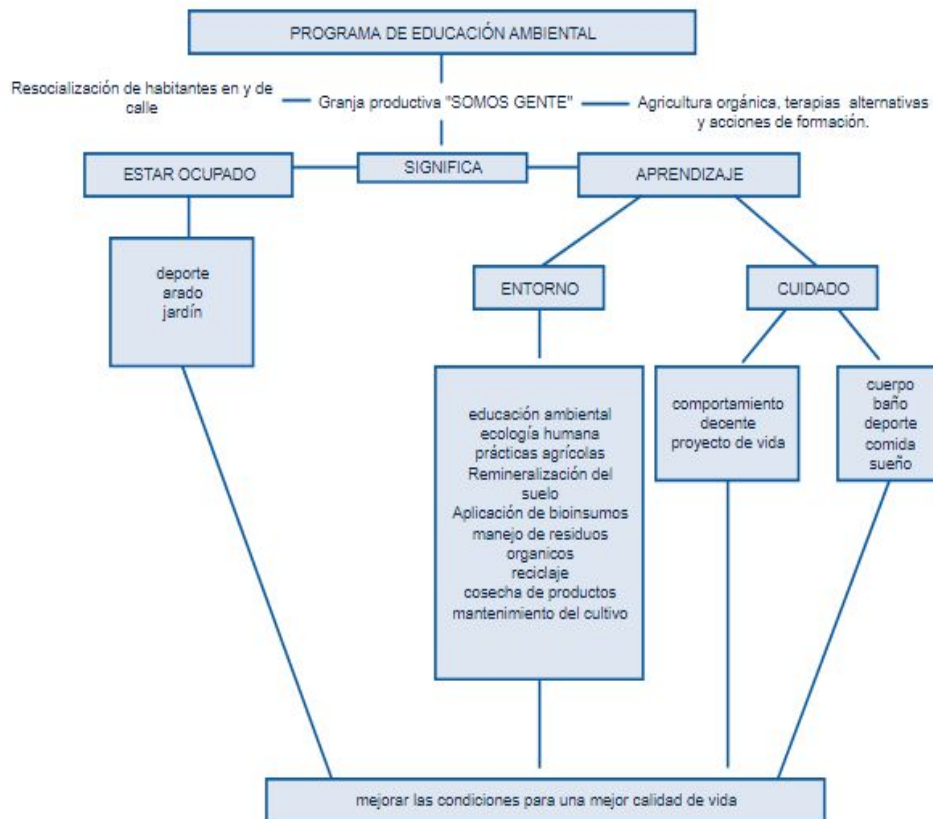 PROGRAMA DE EDUCACIÓN AMBIENTAL
Resocialización de habitantes en y de
calle
Granja productiva "SOMOS GENTE"
Agricultura orgánica, terapias alternativas
y acciones de formación.
ESTAR OCUPADO
SIGNIFICA
APRENDIZAJE
deporte
arado
jardín
ENTORNO
CUIDADO
educación ambiental
ecología humana
prácticas agrícolas
Remineralización del
suelo
Aplicación de bioinsumos
manejo de residuos
organicos
reciclaje
cosecha de productos
mantenimiento del cultivo
comportamiento
decente
proyecto de vida
cuerpo
baño
deporte
comida
sueño
mejorar las condiciones para una mejor calidad de vida